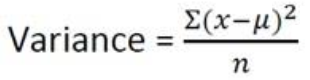 Variance = Σ(x−μ)² / n